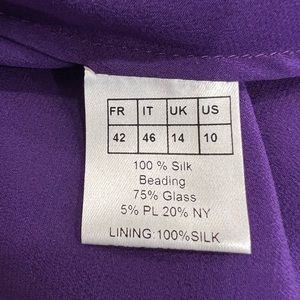 FR IT UK US
42 46 14 10
100 % Silk
Beading
75% Glass
5% PL 20% NY
LINING:100%SILK